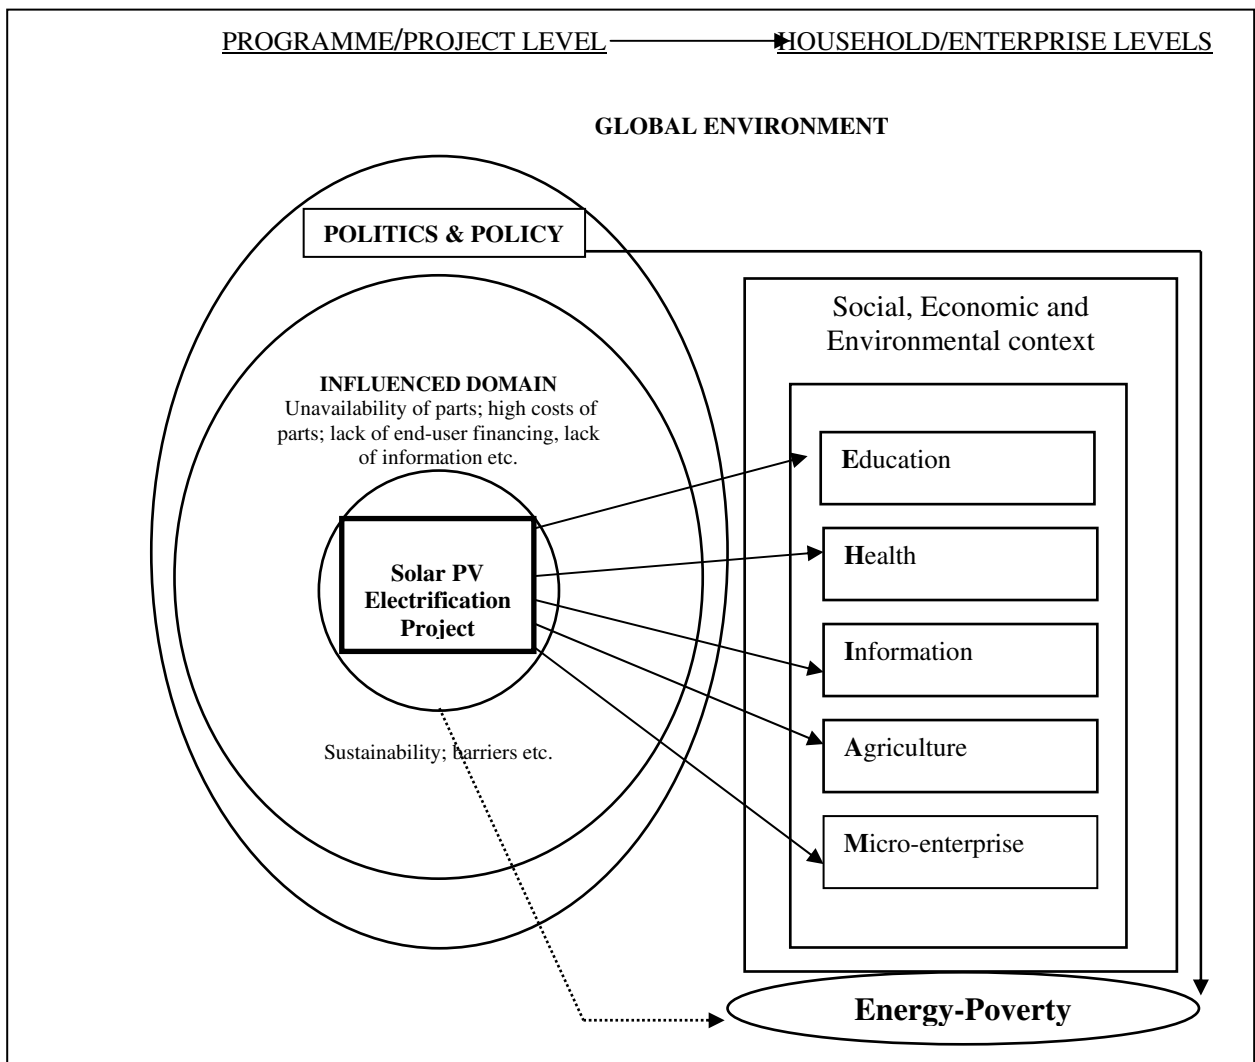 PROGRAMME/PROJECT LEVEL
HOUSEHOLD/ENTERPRISE LEVELS
GLOBAL ENVIRONMENT
POLITICS & POLICY
Social, Economic and
Environmental context
INFLUENCED DOMAIN
Unavailability of parts; high costs of
parts; lack of end-user financing, lack
of information etc.
Solar PV
Electrification
Project
Sustainability; barriers etc.
Education
Health
Information
Agriculture
Micro-enterprise
Energy-Poverty